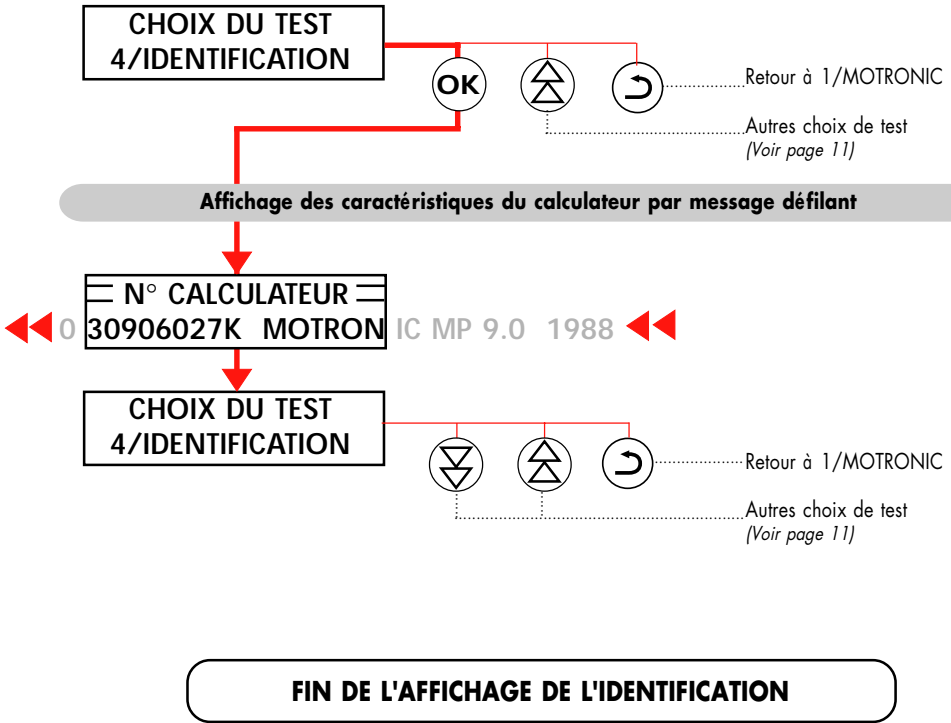 CHOIX DU TEST
4/IDENTIFICATION
OK
Retour à 1/MOTRONIC
Autres choix de test
(Voir page 11)
Affichage des caractéristiques du calculateur par message défilant
N° CALCULATEUR
0 30906027K MOTRONIC MP 9.0 1988
CHOIX DU TEST
4/IDENTIFICATION
Retour à 1/MOTRONIC
Autres choix de test
(Voir page 11)
FIN DE L'AFFICHAGE DE L'IDENTIFICATION